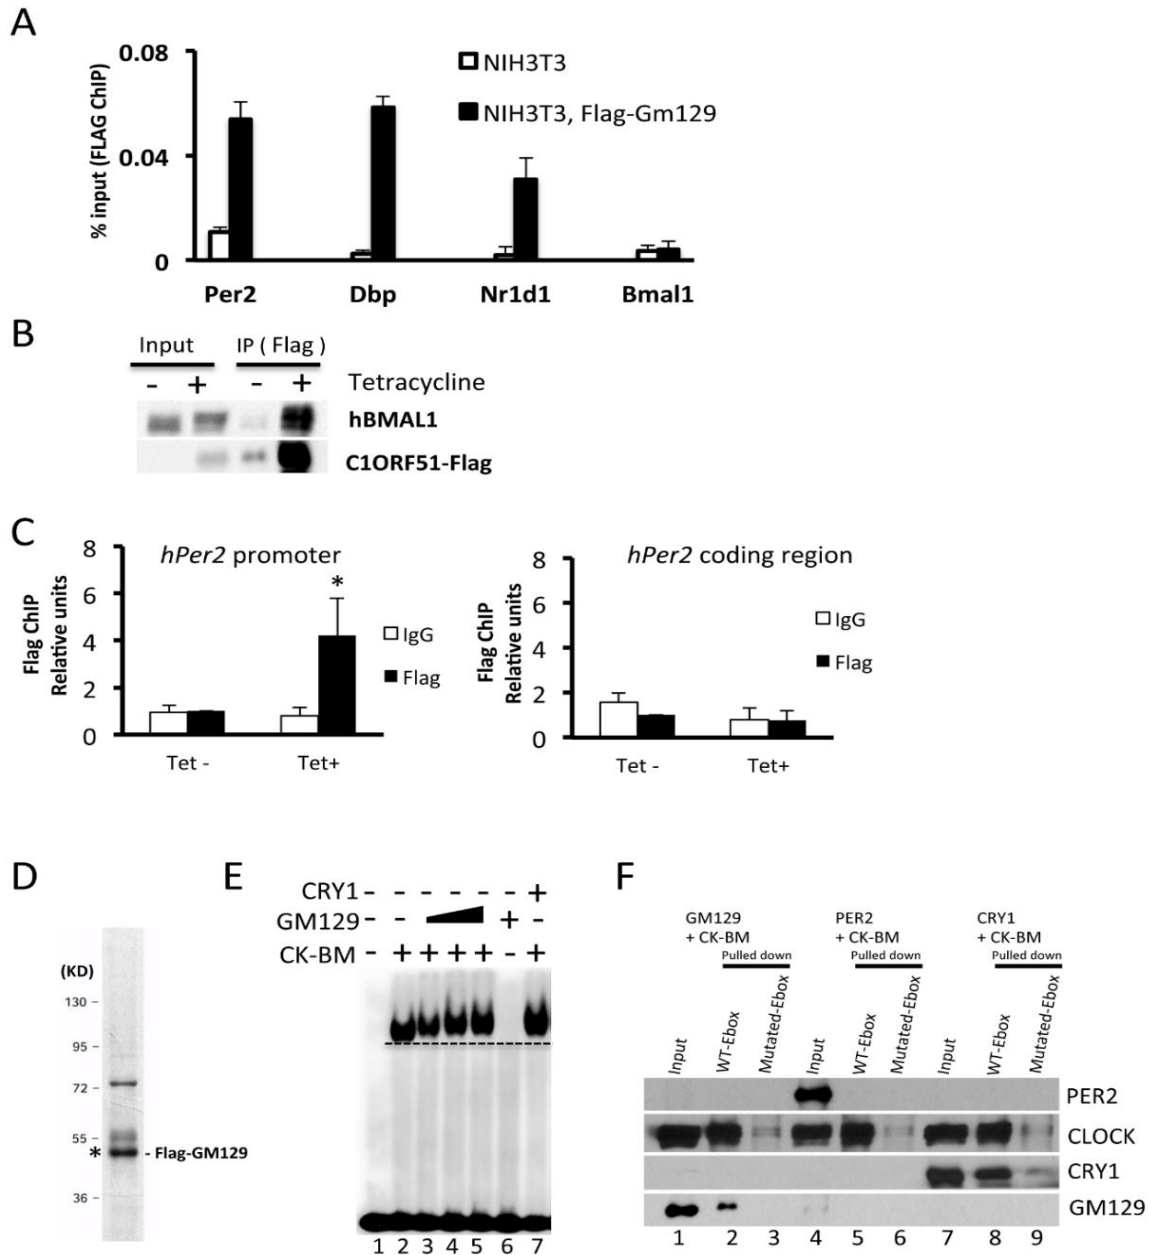 A
0.08
0.04
0
% input (FLAG ChIP)
NIH3T3
NIH3T3, Flag-Gm129
Per2 Dbp Nr1d1 Bmal1
B
Input IP ( Flag )
- + - + Tetracycline
hBMAL1
C1ORF51-Flag
C
8
6
4
2
0
Flag ChIP
Relative units
hPer2 promoter
*
IgG
Flag
Tet - Tet+
8
6
4
2
0
Flag ChIP
Relative units
hPer2 coding region
IgG
Flag
Tet - Tet+
D
(KD)
130 -
95 -
72 -
55 -
* - Flag-GM129
36 -
E
CRY1 - - - - - +
GM129 - - + -
CK-BM - + + + + - +
1 2 3 4 5 6 7
F
GM129 PER2 CRY1
+ CK-BM + CK-BM + CK-BM
Pulled down Pulled down Pulled down
Input WT-Ebox Mutated-Ebox Input WT-Ebox Mutated-Ebox Input WT-Ebox Mutated-Ebox
PER2
CLOCK
CRY1
GM129
1 2 3 4 5 6 7 8 9